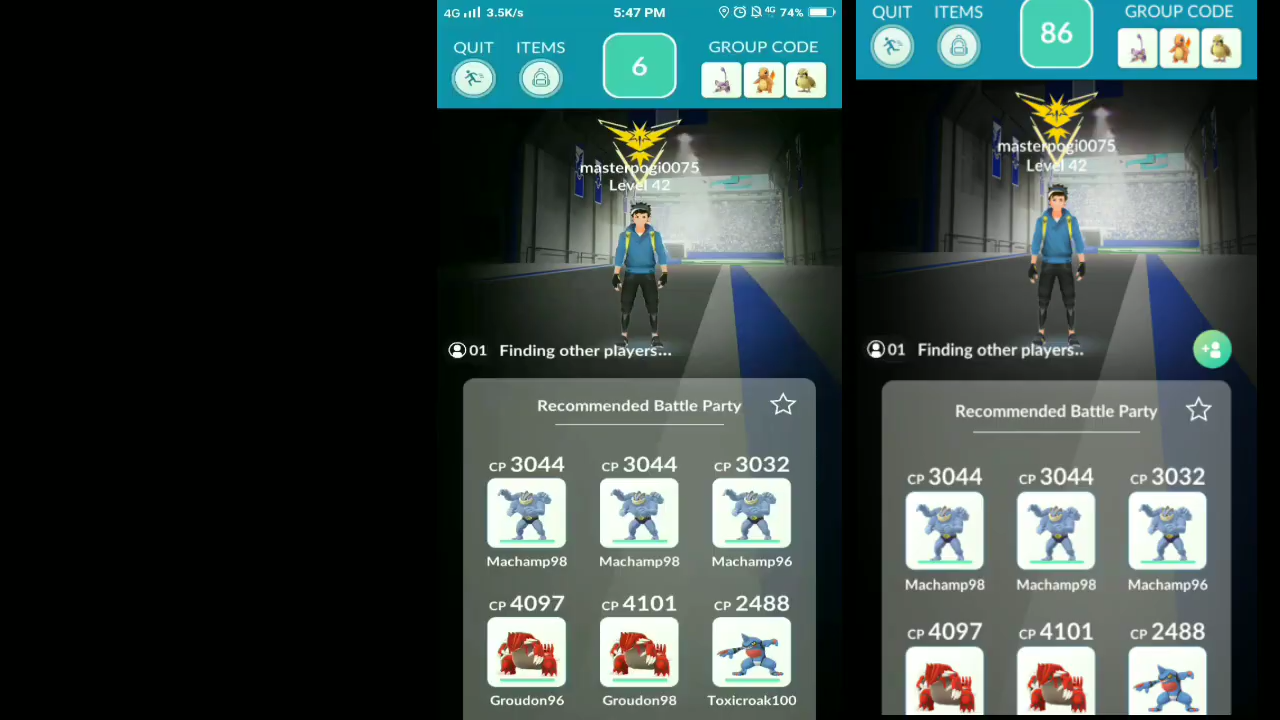 4G 3.5K/s 5:47 PM 4G 74%
QUIT ITEMS 6 GROUP CODE
masterpogi0075
Level 42
01 Finding other players...
Recommended Battle Party
CP 3044 CP 3044 CP 3032
Machamp98 Machamp98 Machamp96
CP 4097 CP 4101 CP 2488
Groudon96 Groudon98 Toxicroak100
QUIT ITEMS 86 GROUP CODE
masterpogi0075
Level 42
01 Finding other players..
Recommended Battle Party
CP 3044 CP 3044 CP 3032
Machamp98 Machamp98 Machamp96
CP 4097 CP 4101 CP 2488